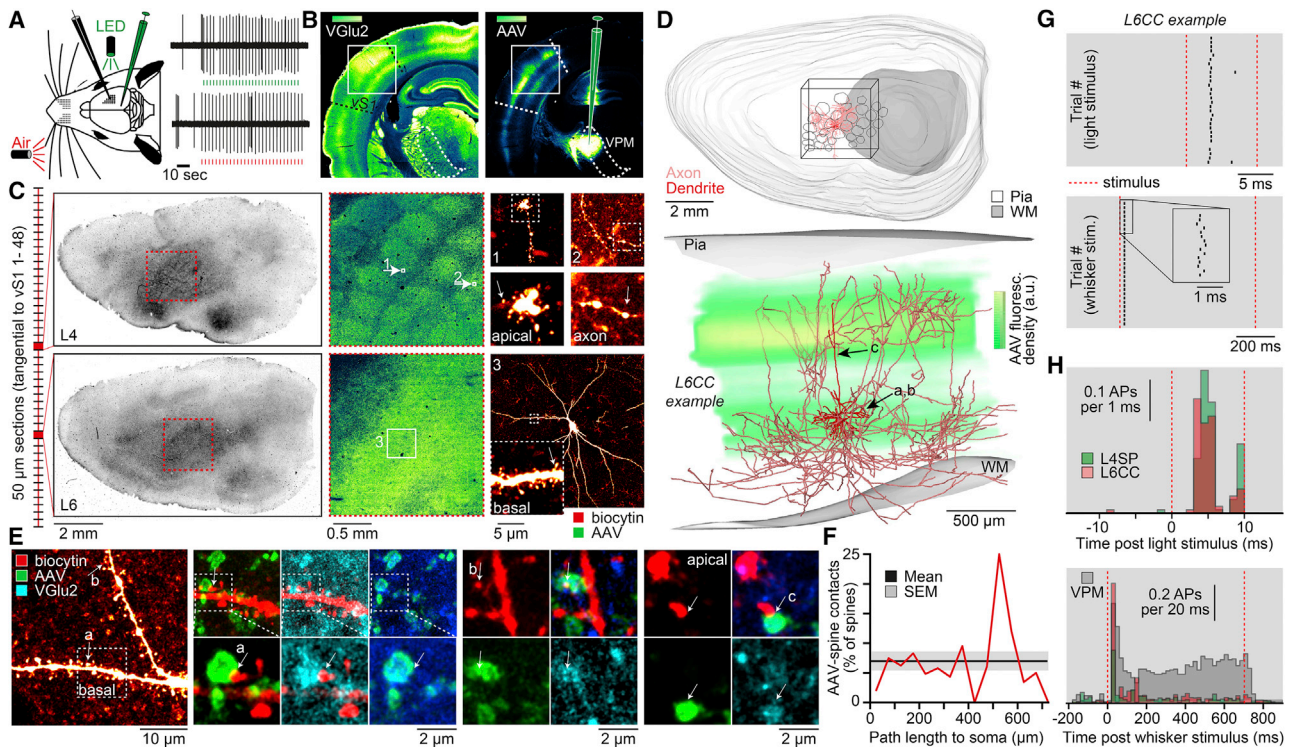 A
LED
Air
10 sec
B
VGlu2
vS1
AAV
VPM
C
50 µm sections (tangential to vS1 1- 48)
L4
L6
2 mm
1
2
3
0.5 mm
1
2
apical
axon
3
basal
5 µm
biocytin
AAV
D
Axon
Dendrite
2 mm
Pia
WM
Pia
AAV fluoresc.
density (a.u.)
c
L6CC
example
a,b
WM
500 µm
E
biocytin
AAV
VGlu2
b
a
basal
10 µm
a
2 µm
b
2 µm
apical
c
2 µm
F
AAV-spine contacts
(% of spines)
25
0
Mean
SEM
0 200 400 600
Path length to soma (µm)
G
L6CC example
Trial #
(light stimulus)
5 ms
stimulus
Trial #
(whisker stim.)
1 ms
200 ms
H
0.1 APs
per 1 ms
L4SP
L6CC
-10 0 10
Time post light stimulus (ms)
VPM
0.2 APs
per 20 ms
-200 0 200 400 600 800
Time post whisker stimulus (ms)